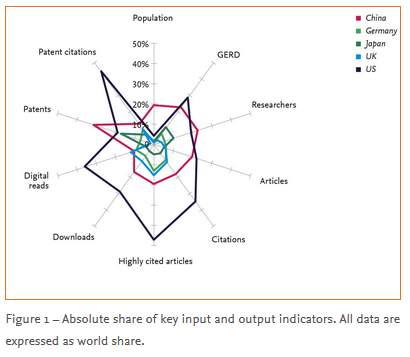 Population
50%
40%
30%
20%
10%
0
GERD
Researchers
Articles
Citations
Highly cited articles
Downloads
Digital
reads
Patents
Patent citations
China
Germany
Japan
UK
US
Figure 1 – Absolute share of key input and output indicators. All data are
expressed as world share.